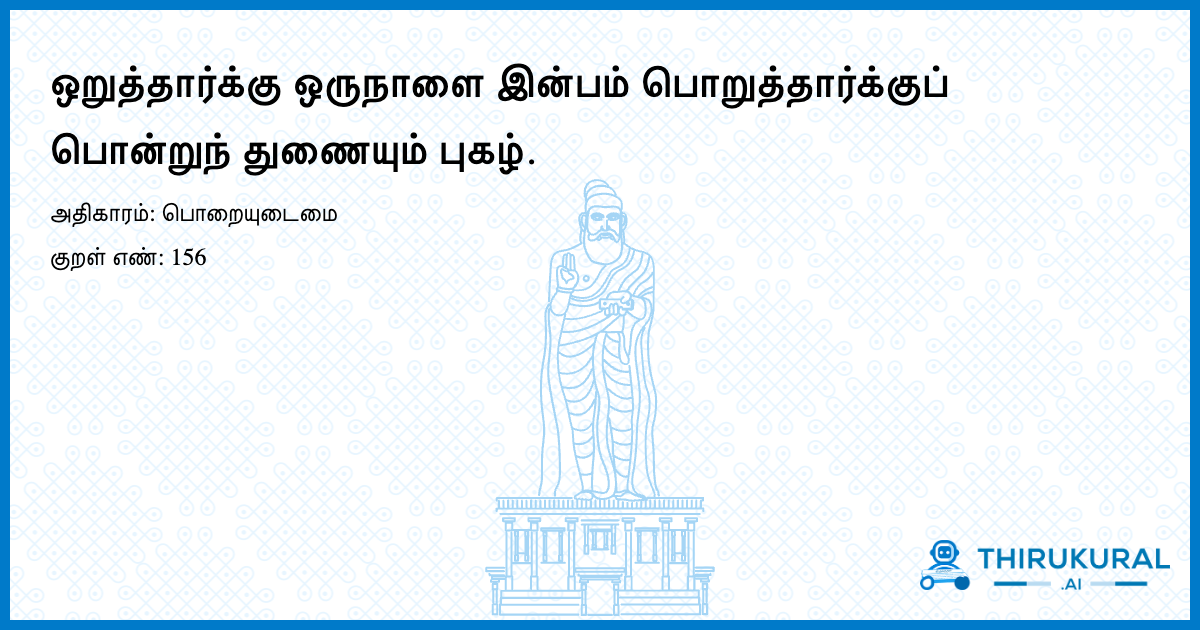 ஒறுத்தார்க்கு ஒருநாளை இன்பம் பொறுத்தார்க்குப்
பொன்றுந் துணையும் புகழ்.
அதிகாரம்: பொறையுடைமை
குறள் எண்: 156
THIRUKURAL
.AI